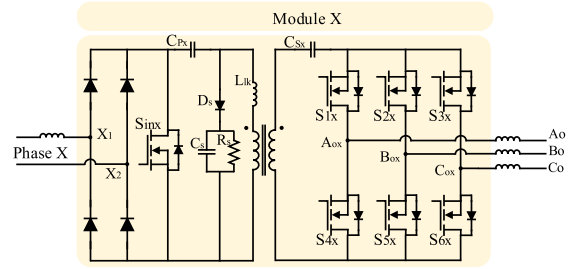 Module X
CPx
CSx
Llk
Ds
S1x
S2x
S3x
Sinx
X1
Cs
Rs
Aox
Ao
Phase X
Box
Bo
X2
Cox
Co
S4x
S5x
S6x